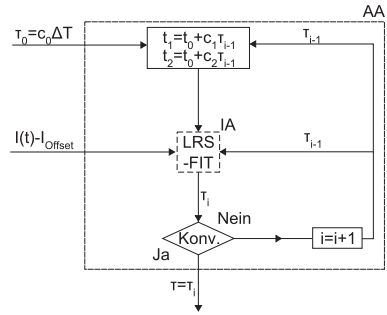 AA
τ₀=c₀ΔT
t₁=t₀+c₁τᵢ₋₁
t₂=t₀+c₂τᵢ₋₁
τᵢ₋₁
IA
I(t)-I_Offset
LRS
-FIT
τᵢ₋₁
τᵢ
Nein
Konv.
i=i+1
Ja
τ=τᵢ